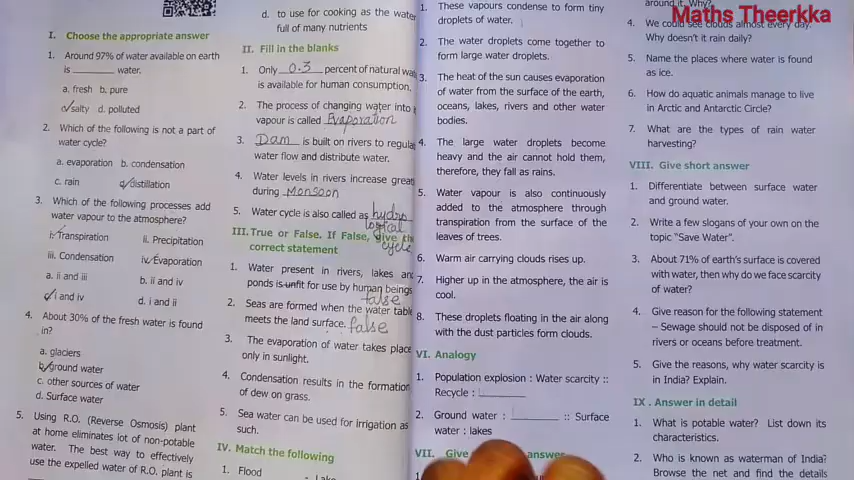 I. Choose the appropriate answer
1. Around 97% of water available on earth
is ________ water.
a. fresh b. pure
c. salty d. polluted
2. Which of the following is not a part of
water cycle?
a. evaporation b. condensation
c. rain d. distillation
3. Which of the following processes add
water vapour to the atmosphere?
i. Transpiration ii. Precipitation
iii. Condensation iv. Evaporation
a. ii and iii b. ii and iv
c. i and iv d. i and ii
4. About 30% of the fresh water is found
in?
a. glaciers
b. ground water
c. other sources of water
d. Surface water
5. Using R.O. (Reverse Osmosis) plant
at home eliminates lot of non-potable
water. The best way to effectively
use the expelled water of R.O. plant is
d. to use for cooking as the water
full of many nutrients
II. Fill in the blanks
1. Only 0.3 percent of natural wa
is available for human consumption.
2. The process of changing water into i
vapour is called Evaporation
3. Dam is built on rivers to regula
water flow and distribute water.
4. Water levels in rivers increase great
during Monsoon
5. Water cycle is also called as hydro
logical
cycle
III. True or False. If False, give the
correct statement
1. Water present in rivers, lakes and
ponds is unfit for use by human beings
false
2. Seas are formed when the water table
meets the land surface. false
3. The evaporation of water takes place
only in sunlight.
4. Condensation results in the formation
of dew on grass.
5. Sea water can be used for irrigation as
such.
IV. Match the following
1. Flood - Lake
1. These vapours condense to form tiny
droplets of water.
2. The water droplets come together to
form large water droplets.
3. The heat of the sun causes evaporation
of water from the surface of the earth,
oceans, lakes, rivers and other water
bodies.
4. The large water droplets become
heavy and the air cannot hold them,
therefore, they fall as rains.
5. Water vapour is also continuously
added to the atmosphere through
transpiration from the surface of the
leaves of trees.
6. Warm air carrying clouds rises up.
7. Higher up in the atmosphere, the air is
cool.
8. These droplets floating in the air along
with the dust particles form clouds.
VI. Analogy
1. Population explosion : Water scarcity ::
Recycle : ________
2. Ground water : ________ :: Surface
water : lakes
VII. Give answer
1.
around it. Why?
Maths Theerkka
4. We could see clouds almost every day.
Why doesn't it rain daily?
5. Name the places where water is found
as ice.
6. How do aquatic animals manage to live
in Arctic and Antarctic Circle?
7. What are the types of rain water
harvesting?
VIII. Give short answer
1. Differentiate between surface water
and ground water.
2. Write a few slogans of your own on the
topic "Save Water".
3. About 71% of earth's surface is covered
with water, then why do we face scarcity
of water?
4. Give reason for the following statement
– Sewage should not be disposed of in
rivers or oceans before treatment.
5. Give the reasons, why water scarcity is
in India? Explain.
IX . Answer in detail
1. What is potable water? List down its
characteristics.
2. Who is known as waterman of India?
Browse the net and find the details